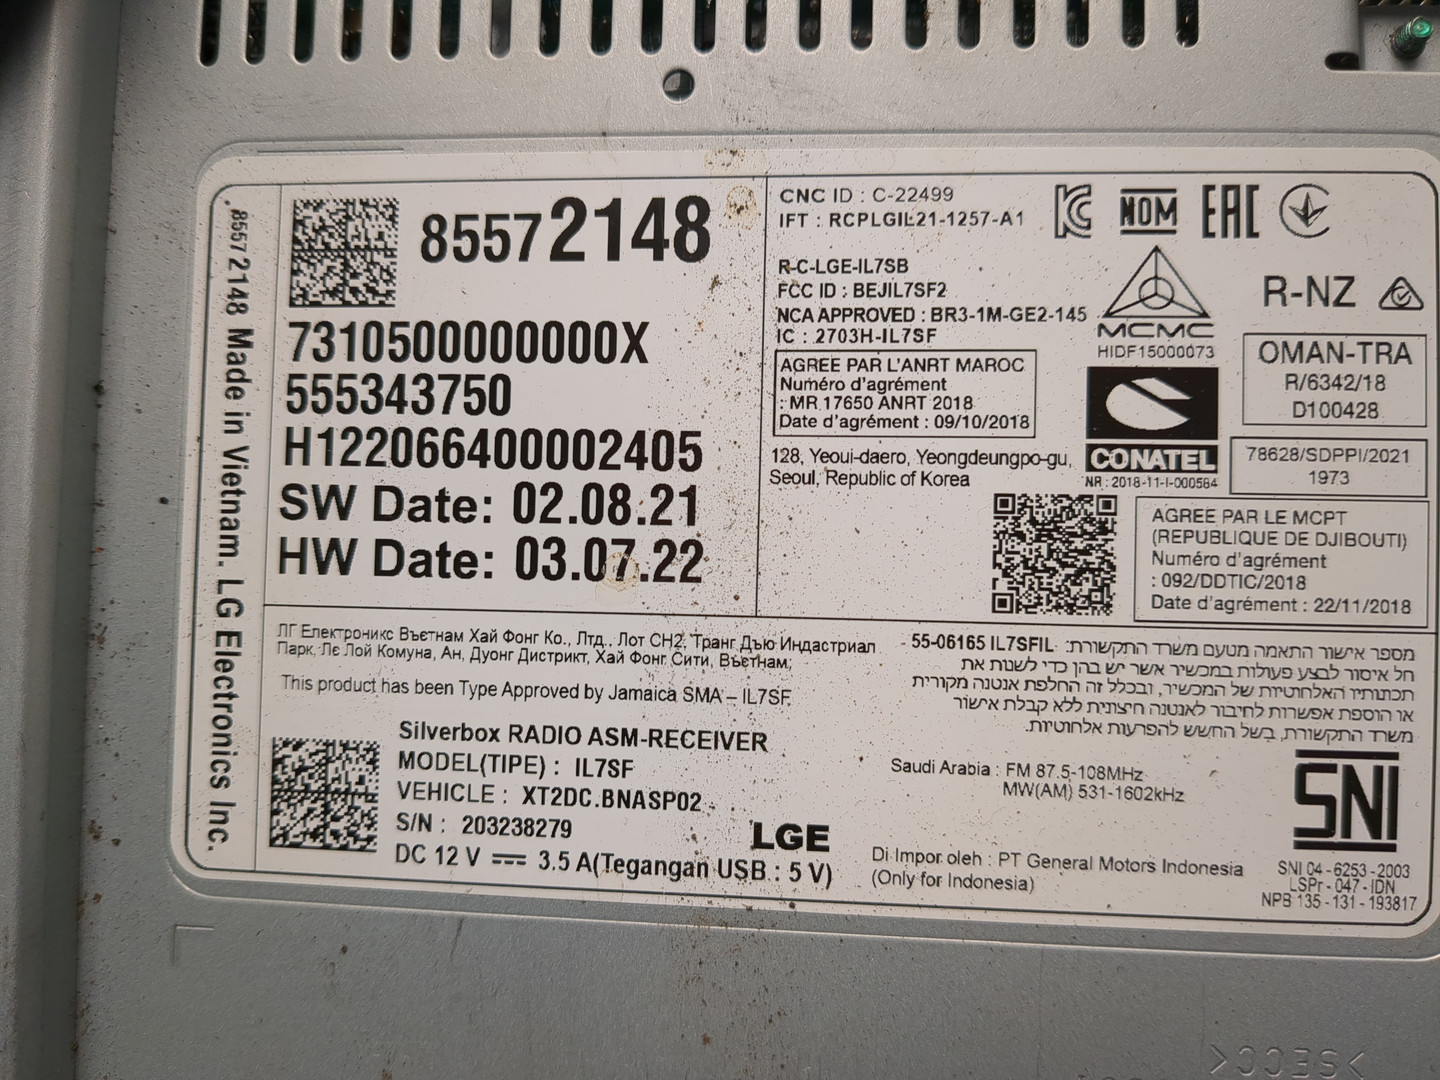 85572148 Made in Vietnam. LG Electronics Inc.
85572148
7310500000000X
555343750
H122066400002405
SW Date: 02.08.21
HW Date: 03.07.22
CNC ID : C-22499
IFT : RCPLGIL21-1257-A1
R-C-LGE-IL7SB
FCC ID : BEJIL7SF2
NCA APPROVED : BR3-1M-GE2-145
IC : 2703H-IL7SF
AGREE PAR L'ANRT MAROC
Numéro d'agrément
: MR 17650 ANRT 2018
Date d'agrément : 09/10/2018
128, Yeoui-daero, Yeongdeungpo-gu,
Seoul, Republic of Korea
NOM
EAC
MCMC
HIDF15000073
R-NZ
OMAN-TRA
R/6342/18
D100428
CONATEL
NR : 2018-11-I-000584
78628/SDPPI/2021
1973
AGREE PAR LE MCPT
(REPUBLIQUE DE DJIBOUTI)
Numéro d'agrément
: 092/DDTIC/2018
Date d'agrément : 22/11/2018
ЛГ Електроникс Вьетнам Хай Фонг Ко., Лтд., Лот СН2, Транг Дъю Индастриал
Парк, Ле Лой Комуна, Ан, Дуонг Дистрикт, Хай Фонг Сити, Вьетнам;
This product has been Type Approved by Jamaica SMA – IL7SF.
מספר אישור התאמה מטעם משרד התקשורת: 55-06165 IL7SFIL
חל איסור לבצע פעולות במכשיר אשר יש בהן כדי לשנות את
תכונותיו האלחוטיות של המכשיר, ובכלל זה החלפת אנטנה מקורית
או הוספת אפשרות לחיבור לאנטנה חיצונית ללא קבלת אישור
משרד התקשורת, בשל החשש להפרעות אלחוטיות.
Silverbox RADIO ASM-RECEIVER
MODEL(TIPE) : IL7SF
VEHICLE : XT2DC.BNASP02
S/N : 203238279
DC 12 V ⎓ 3.5 A(Tegangan USB : 5 V)
LGE
Saudi Arabia : FM 87.5-108MHz
MW(AM) 531-1602kHz
Di Impor oleh : PT General Motors Indonesia
(Only for Indonesia)
SNI
SNI 04 - 6253 - 2003
LSPr - 047 - IDN
NPB 135 - 131 - 193817